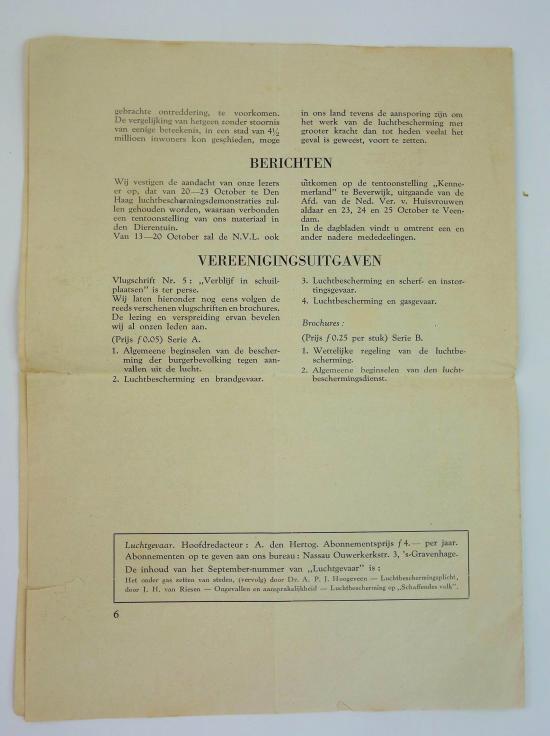 gebrachte ontreddering, te voorkomen.
De vergelijking van hetgeen zonder stoornis
van eenige beteekenis, in een stad van 4½
millioen inwoners kon geschieden, moge
in ons land tevens de aansporing zijn om
het werk van de luchtbescherming met
grooter kracht dan tot heden veelat het
geval is geweest, voort te zetten.
BERICHTEN
Wij vestigen de aandacht van onze lezers
er op, dat van 20—23 October te Den
Haag luchtbeschermingsdemonstraties zul-
len gehouden worden, waaraan verbonden
een tentoonstelling van ons materiaal in
den Dierentuin.
Van 13—20 October zal de N.V.L. ook
uitkomen op de tentoonstelling „Kenne-
merland” te Beverwijk, uitgaande van de
Afd. van de Ned. Ver. v. Huisvrouwen
aldaar en 23, 24 en 25 October te Veen-
dam.
In de dagbladen vindt u omtrent een en
ander nadere mededeelingen.
VEREENIGINGSUITGAVEN
Vlugschrift Nr. 5: „Verblijf in schuil-
plaatsen” is ter perse.
Wij laten hieronder nog eens volgen de
reeds verschenen vlugschriften en brochures.
De lezing en verspreiding ervan bevelen
wij al onzen leden aan.
(Prijs f 0.05) Serie A.
1. Algemeene beginselen van de bescher-
ming der burgerbevolking tegen aan-
vallen uit de lucht.
2. Luchtbescherming en brandgevaar.
3. Luchtbescherming en scherf- en instor-
tingsgevaar.
4. Luchtbescherming en gasgevaar.
Brochures:
(Prijs f 0.25 per stuk) Serie B.
1. Wettelijke regeling van de luchtbe-
scherming.
2. Algemeene beginselen van den lucht-
beschermingsdienst.
Luchtgevaar. Hoofdredacteur: A. den Hertog. Abonnementsprijs f 4.— per jaar.
Abonnementen op te geven aan ons bureau: Nassau Ouwerkerkstr. 3, 's-Gravenhage.
De inhoud van het September-nummer van „Luchtgevaar” is:
Het onder gas zetten van steden, (vervolg) door Dr. A. P. J. Hoogeveen — Luchtbeschermingsplicht,
door J. H. van Riesen — Ongevallen en aansprakelijkheid — Luchtbescherming op „Schaffendes volk”.
6